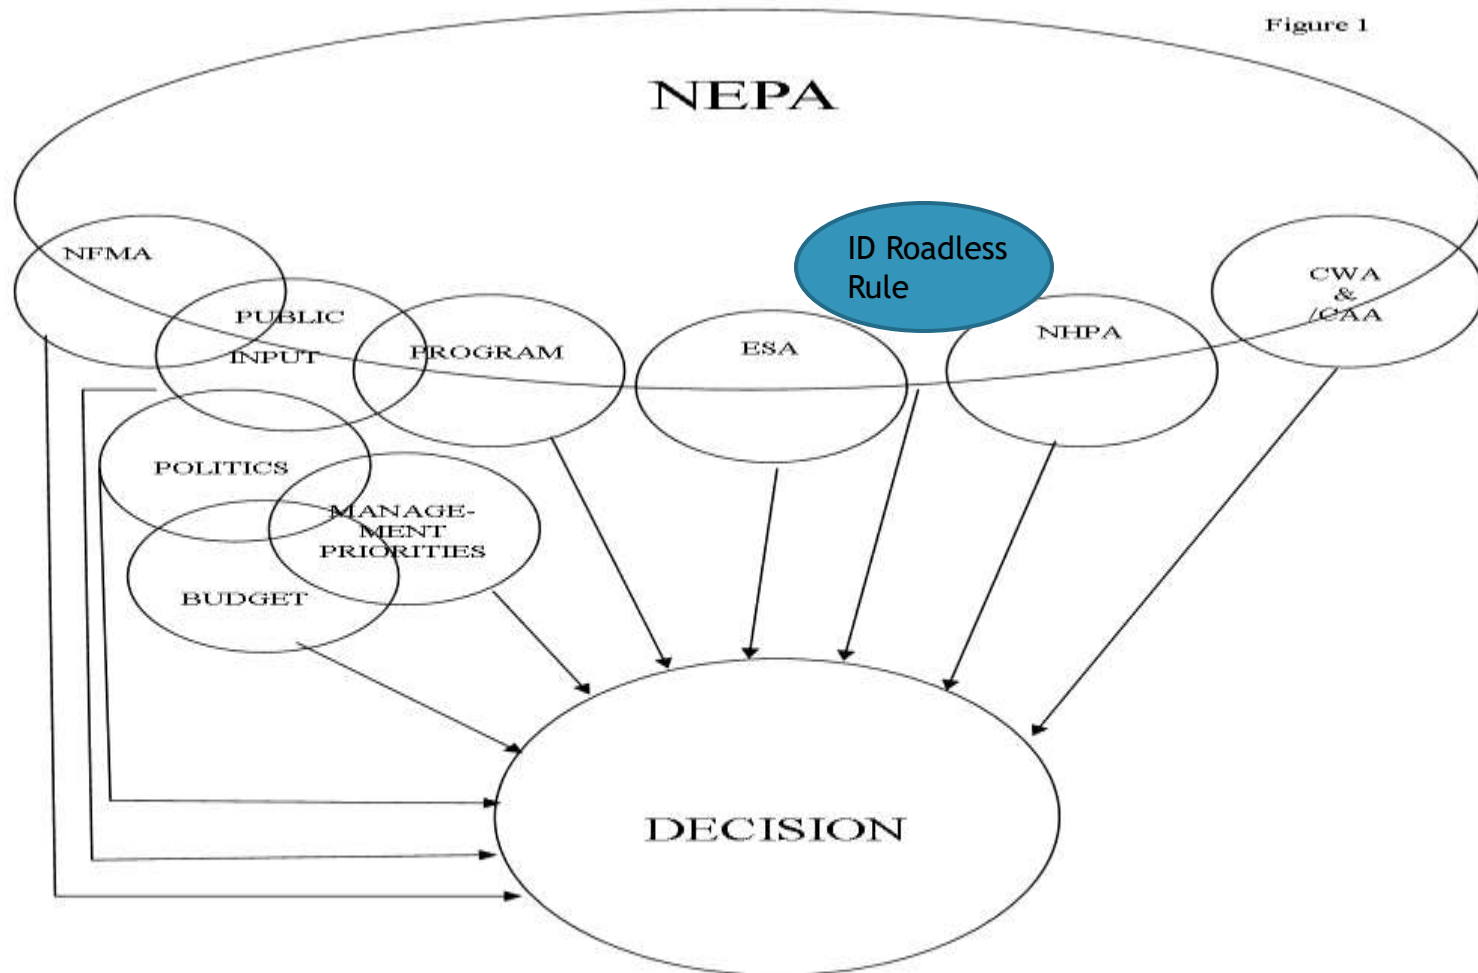 Figure 1
NEPA
NFMA
PUBLIC
INPUT
PROGRAM
ESA
ID Roadless
Rule
NHPA
CWA
&
/CAA
POLITICS
MANAGE-
MENT
PRIORITIES
BUDGET
DECISION